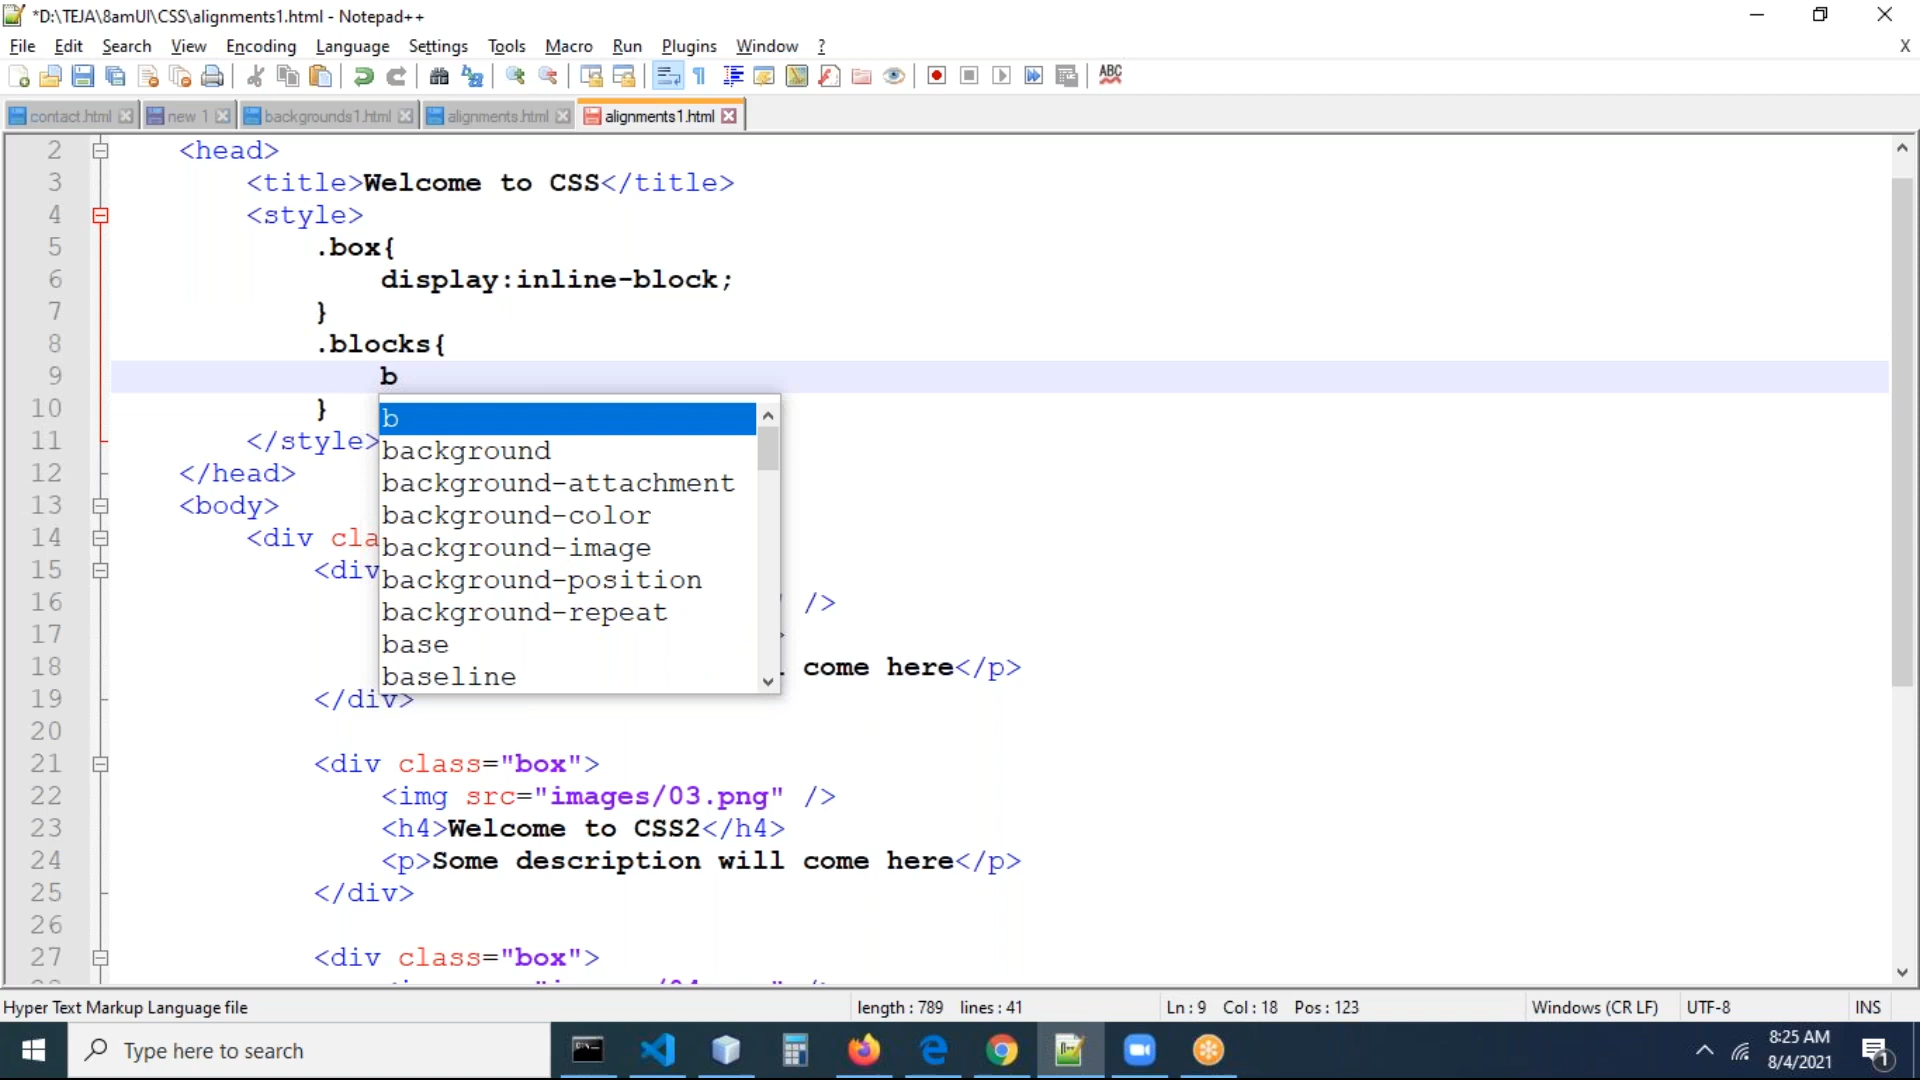 *D:\TEJA\8amUI\CSS\alignments1.html - Notepad++
File Edit Search View Encoding Language Settings Tools Macro Run Plugins Window ? X
ABC
contact.html new 1 backgrounds1.html alignments.html alignments1.html
2 <head>
3 <title>Welcome to CSS</title>
4 <style>
5 .box{
6 display:inline-block;
7 }
8 .blocks{
9 b
10 }
11 </style>
12 </head>
13 <body>
14 <div cla
15 <div
16 />
17
18 come here</p>
19 </div>
20
21 <div class="box">
22 <img src="images/03.png" />
23 <h4>Welcome to CSS2</h4>
24 <p>Some description will come here</p>
25 </div>
26
27 <div class="box">
b
background
background-attachment
background-color
background-image
background-position
background-repeat
base
baseline
Hyper Text Markup Language file length : 789 lines : 41 Ln : 9 Col : 18 Pos : 123 Windows (CR LF) UTF-8 INS
Type here to search
8:25 AM
8/4/2021
1